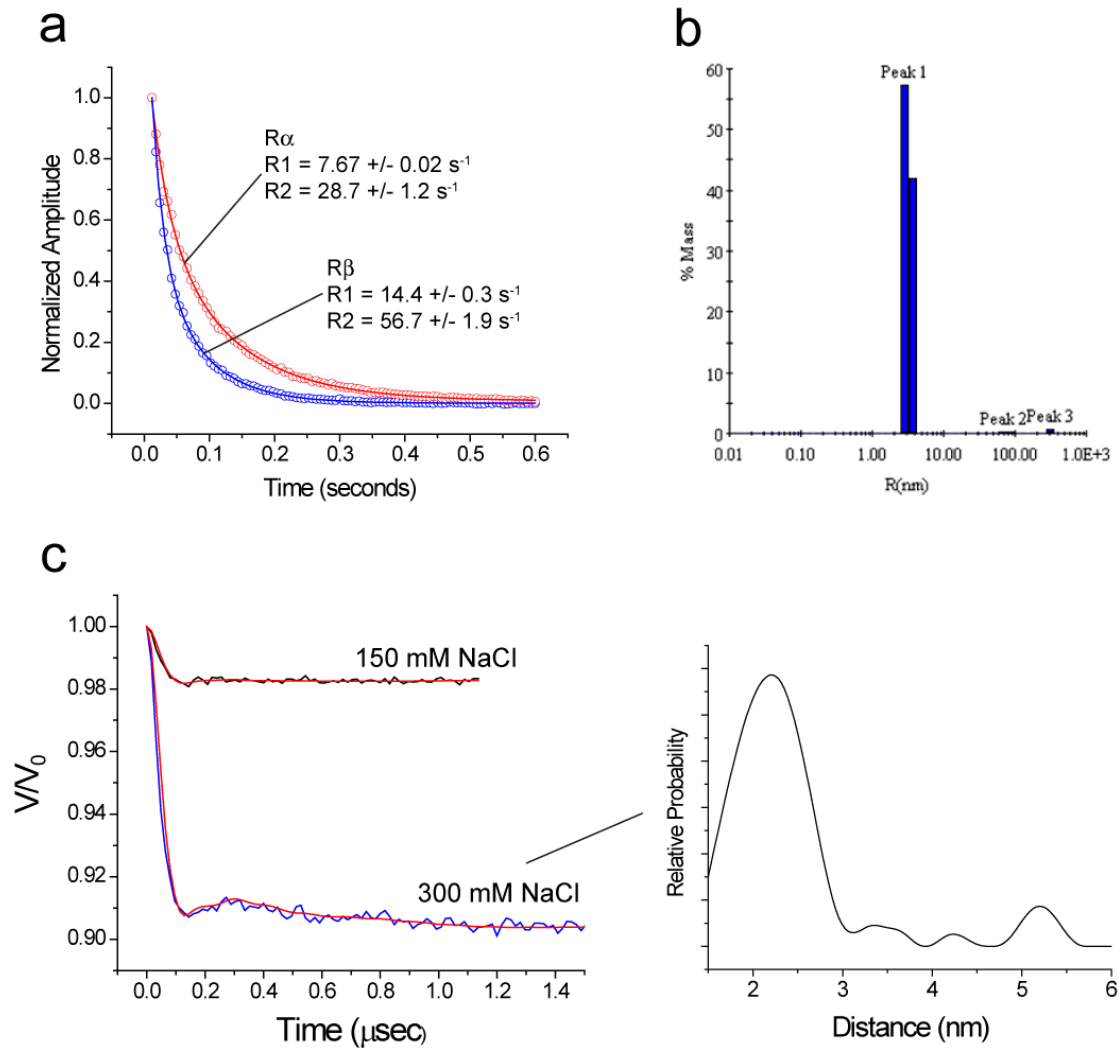 a
1.0
0.8
0.6
0.4
0.2
0.0
Normalized Amplitude
Rα
R1 = 7.67 +/- 0.02 s⁻¹
R2 = 28.7 +/- 1.2 s⁻¹
Rβ
R1 = 14.4 +/- 0.3 s⁻¹
R2 = 56.7 +/- 1.9 s⁻¹
0.0 0.1 0.2 0.3 0.4 0.5 0.6
Time (seconds)
b
60
50
40
30
20
10
0
% Mass
Peak 1
Peak 2 Peak 3
0.01 0.10 1.00 10.00 100.00 1.0E+3
R(nm)
c
1.00
0.98
0.96
0.94
0.92
0.90
V/V₀
150 mM NaCl
300 mM NaCl
0.0 0.2 0.4 0.6 0.8 1.0 1.2 1.4
Time (μsec)
Relative Probability
2 3 4 5 6
Distance (nm)